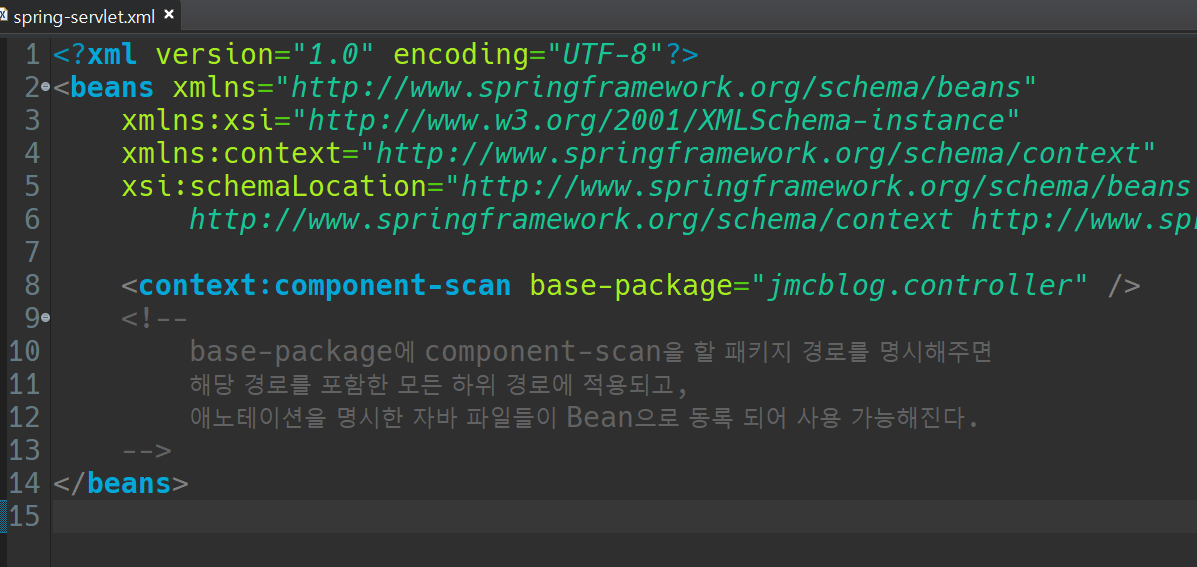 spring-servlet.xml
1 <?xml version="1.0" encoding="UTF-8"?>
2 <beans xmlns="http://www.springframework.org/schema/beans"
3 xmlns:xsi="http://www.w3.org/2001/XMLSchema-instance"
4 xmlns:context="http://www.springframework.org/schema/context"
5 xsi:schemaLocation="http://www.springframework.org/schema/beans
6 http://www.springframework.org/schema/context http://www.sp
7
8 <context:component-scan base-package="jmcblog.controller" />
9 <!--
10 base-package에 component-scan을 할 패키지 경로를 명시해주면
11 해당 경로를 포함한 모든 하위 경로에 적용되고,
12 애노테이션을 명시한 자바 파일들이 Bean으로 동록 되어 사용 가능해진다.
13 -->
14 </beans>
15